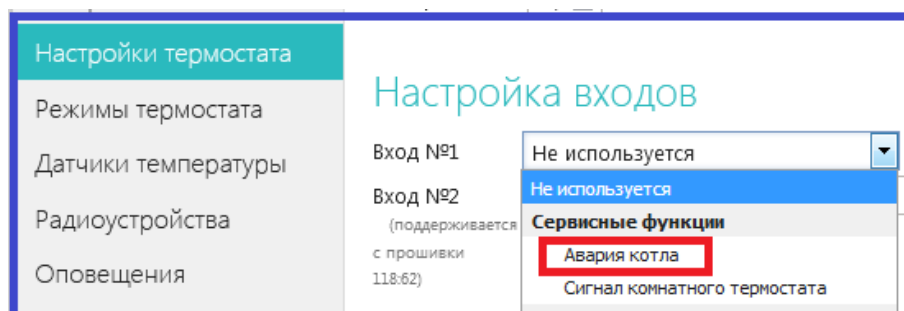 Настройки термостата
Режимы термостата
Датчики температуры
Радиоустройства
Оповещения
Настройка входов
Вход №1
Не используется
Вход №2
(поддерживается
с прошивки
118:62)
Не используется
Сервисные функции
Авария котла
Сигнал комнатного термостата